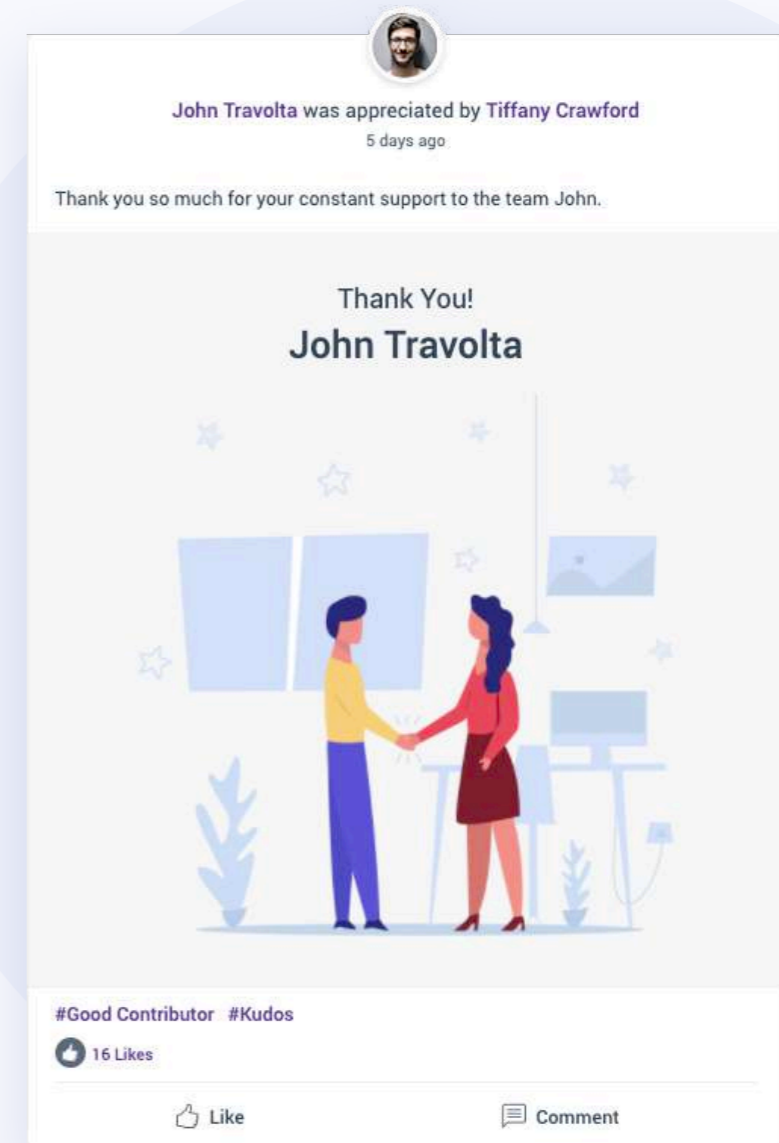 John Travolta was appreciated by Tiffany Crawford
5 days ago
Thank you so much for your constant support to the team John.
Thank You!
John Travolta
#Good Contributor #Kudos
16 Likes
Like Comment